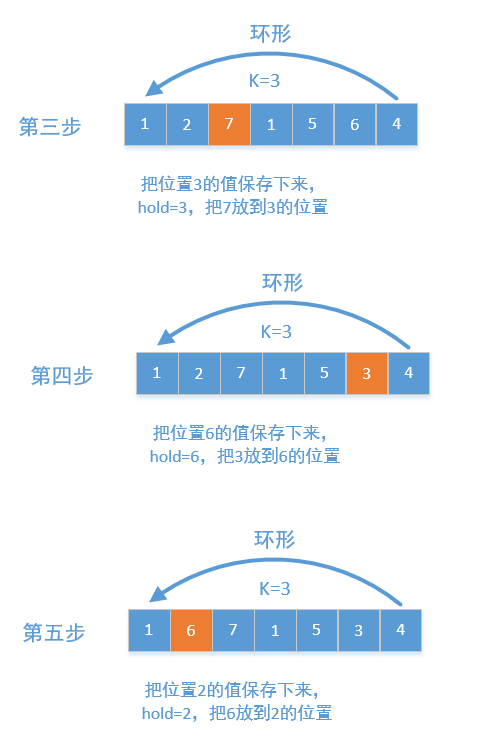 环形
K=3
第三步
1 2 7 1 5 6 4
把位置3的值保存下来，
hold=3，把7放到3的位置
环形
K=3
第四步
1 2 7 1 5 3 4
把位置6的值保存下来，
hold=6，把3放到6的位置
环形
K=3
第五步
1 6 7 1 5 3 4
把位置2的值保存下来，
hold=2，把6放到2的位置